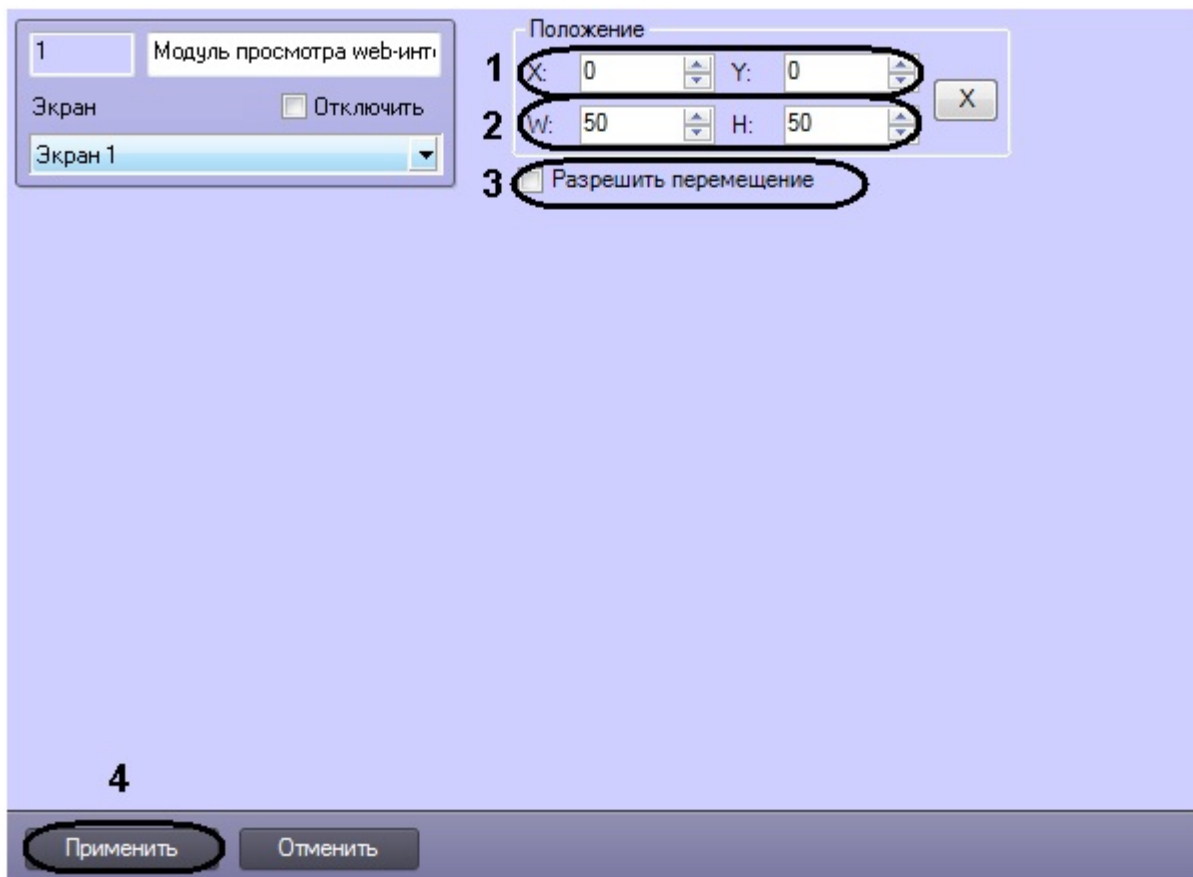 1 Модуль просмотра web-инт
Экран Отключить
Экран 1
Положение
1 X: 0 Y: 0
X
2 W: 50 H: 50
3 Разрешить перемещение
4
Применить Отменить